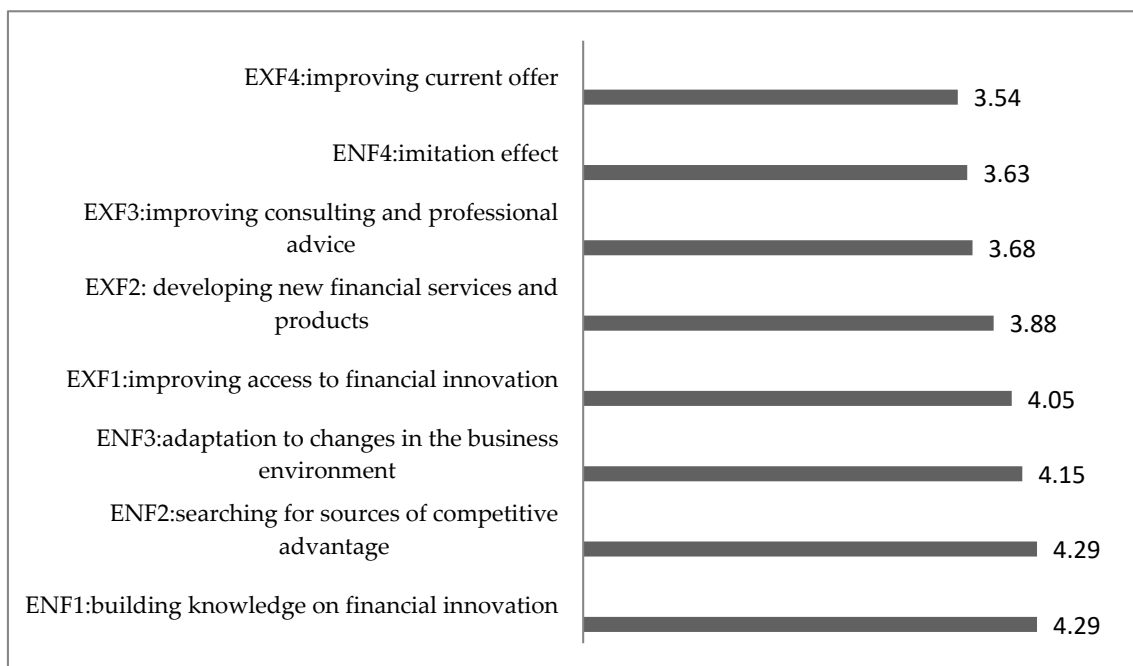 EXF4:improving current offer
3.54
ENF4:imitation effect
3.63
EXF3:improving consulting and professional
advice
3.68
EXF2: developing new financial services and
products
3.88
EXF1:improving access to financial innovation
4.05
ENF3:adaptation to changes in the business
environment
4.15
ENF2:searching for sources of competitive
advantage
4.29
ENF1:building knowledge on financial innovation
4.29